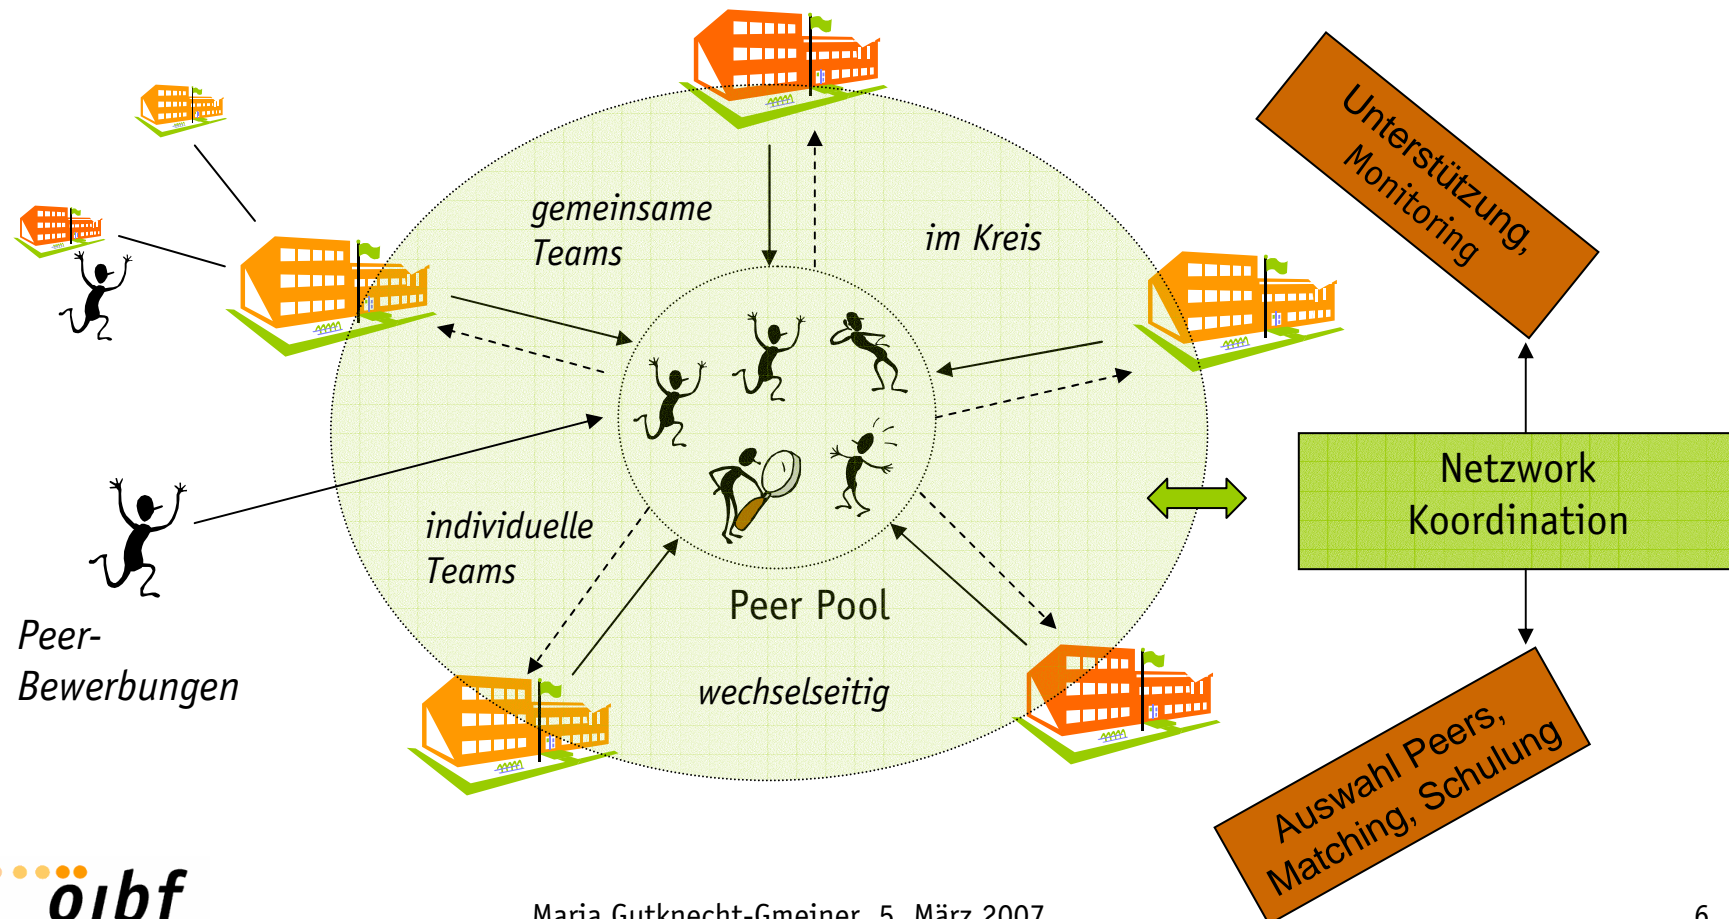 Unterstützung,
Monitoring
gemeinsame
Teams
im Kreis
Netzwork
Koordination
individuelle
Teams
Peer Pool
Peer-
Bewerbungen
wechselseitig
Auswahl Peers,
Matching, Schulung
öibf
Maria Gutknecht-Gmeiner, 5. März 2007
6